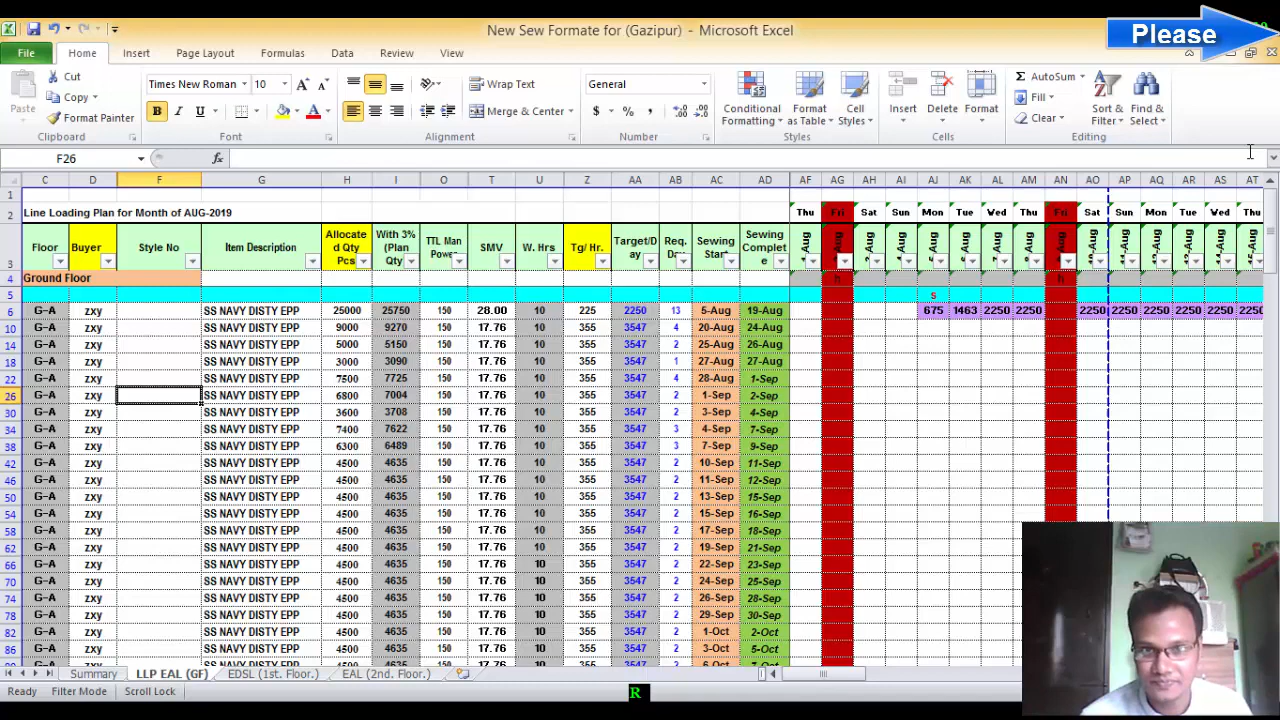 New Sew Formate for (Gazipur) - Microsoft Excel
Please
File Home Insert Page Layout Formulas Data Review View
Paste
Cut
Copy
Format Painter
Clipboard
Times New Roman 10
B I U
Font
Wrap Text
Merge & Center
Alignment
General
$ % ,
Number
Conditional Formatting
Format as Table
Cell Styles
Styles
Insert Delete Format
Cells
AutoSum
Fill
Clear
Sort & Filter
Find & Select
Editing
F26 fx
C D F G H I O T U Z AA AB AC AD AF AG AH AI AJ AK AL AM AN AO AP AQ AR AS AT
1
2 Line Loading Plan for Month of AUG-2019 Thu Fri Sat Sun Mon Tue Wed Thu Fri Sat Sun Mon Tue Wed Thu
3 Floor Buyer Style No Item Description Allocated Qty Pcs With 3% (Plan Qty) TTL Man Power SMV W. Hrs Tg/ Hr. Target/Day Req. Day Sewing Start Sewing Complete
4 Ground Floor h h
5 s
6 G-A zxy SS NAVY DISTY EPP 25000 25750 150 28.00 10 225 2250 13 5-Aug 19-Aug 675 1463 2250 2250 2250 2250 2250 2250 2250
10 G-A zxy SS NAVY DISTY EPP 9000 9270 150 17.76 10 355 3547 4 20-Aug 24-Aug
14 G-A zxy SS NAVY DISTY EPP 5000 5150 150 17.76 10 355 3547 2 25-Aug 26-Aug
18 G-A zxy SS NAVY DISTY EPP 3000 3090 150 17.76 10 355 3547 1 27-Aug 27-Aug
22 G-A zxy SS NAVY DISTY EPP 7500 7725 150 17.76 10 355 3547 4 28-Aug 1-Sep
26 G-A zxy SS NAVY DISTY EPP 6800 7004 150 17.76 10 355 3547 2 1-Sep 2-Sep
30 G-A zxy SS NAVY DISTY EPP 3600 3708 150 17.76 10 355 3547 2 3-Sep 4-Sep
34 G-A zxy SS NAVY DISTY EPP 7400 7622 150 17.76 10 355 3547 3 4-Sep 7-Sep
38 G-A zxy SS NAVY DISTY EPP 6300 6489 150 17.76 10 355 3547 3 7-Sep 9-Sep
42 G-A zxy SS NAVY DISTY EPP 4500 4635 150 17.76 10 355 3547 2 10-Sep 11-Sep
46 G-A zxy SS NAVY DISTY EPP 4500 4635 150 17.76 10 355 3547 2 11-Sep 12-Sep
50 G-A zxy SS NAVY DISTY EPP 4500 4635 150 17.76 10 355 3547 2 13-Sep 15-Sep
54 G-A zxy SS NAVY DISTY EPP 4500 4635 150 17.76 10 355 3547 2 15-Sep 16-Sep
58 G-A zxy SS NAVY DISTY EPP 4500 4635 150 17.76 10 355 3547 2 17-Sep 18-Sep
62 G-A zxy SS NAVY DISTY EPP 4500 4635 150 17.76 10 355 3547 2 19-Sep 21-Sep
66 G-A zxy SS NAVY DISTY EPP 4500 4635 150 17.76 10 355 3547 2 22-Sep 23-Sep
70 G-A zxy SS NAVY DISTY EPP 4500 4635 150 17.76 10 355 3547 2 24-Sep 25-Sep
74 G-A zxy SS NAVY DISTY EPP 4500 4635 150 17.76 10 355 3547 2 26-Sep 28-Sep
78 G-A zxy SS NAVY DISTY EPP 4500 4635 150 17.76 10 355 3547 2 29-Sep 30-Sep
82 G-A zxy SS NAVY DISTY EPP 4500 4635 150 17.76 10 355 3547 2 1-Oct 2-Oct
86 G-A zxy SS NAVY DISTY EPP 4500 4635 150 17.76 10 355 3547 2 3-Oct 5-Oct
Summary LLP EAL (GF) EDSL (1st. Floor.) EAL (2nd. Floor.)
Ready Filter Mode Scroll Lock
R